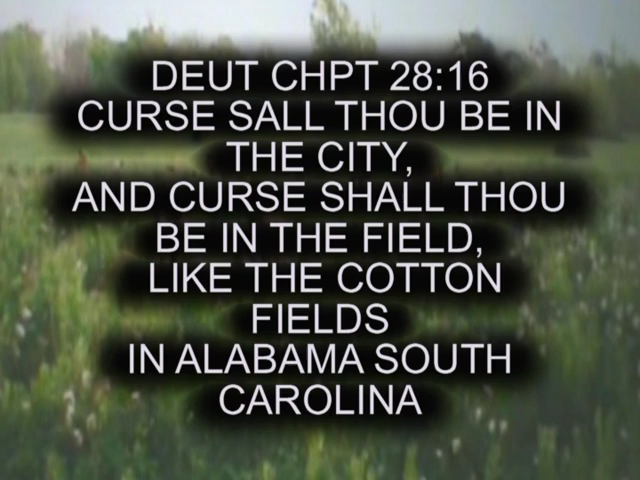 DEUT CHPT 28:16
CURSE SALL THOU BE IN
THE CITY,
AND CURSE SHALL THOU
BE IN THE FIELD,
LIKE THE COTTON
FIELDS
IN ALABAMA SOUTH
CAROLINA